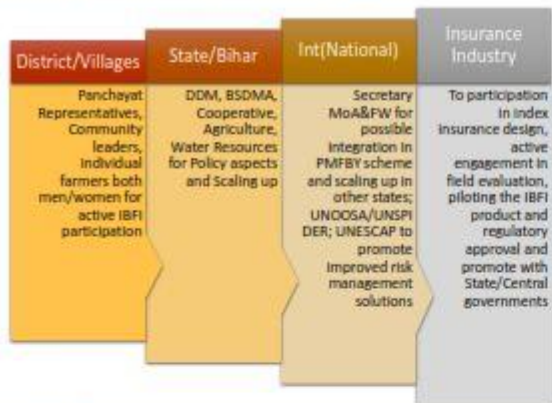 District/Villages
Panchayat
Representatives,
Community
leaders,
individual
farmers both
men/women for
active IBFI
participation
State/Bihar
DDM, BSDMA,
Cooperative,
Agriculture,
Water Resources
for Policy aspects
and Scaling up
Int(National)
Secretary
MoA&FW for
possible
integration in
PMFBY scheme
and scaling up in
other states;
UNOOSA/UNSPI
DER; UNESCAP to
promote
Improved risk
management
solutions
Insurance
Industry
To participation
in index
insurance design,
active
engagement in
field evaluation,
piloting the IBFI
product and
regulatory
approval and
promote with
State/Central
governments